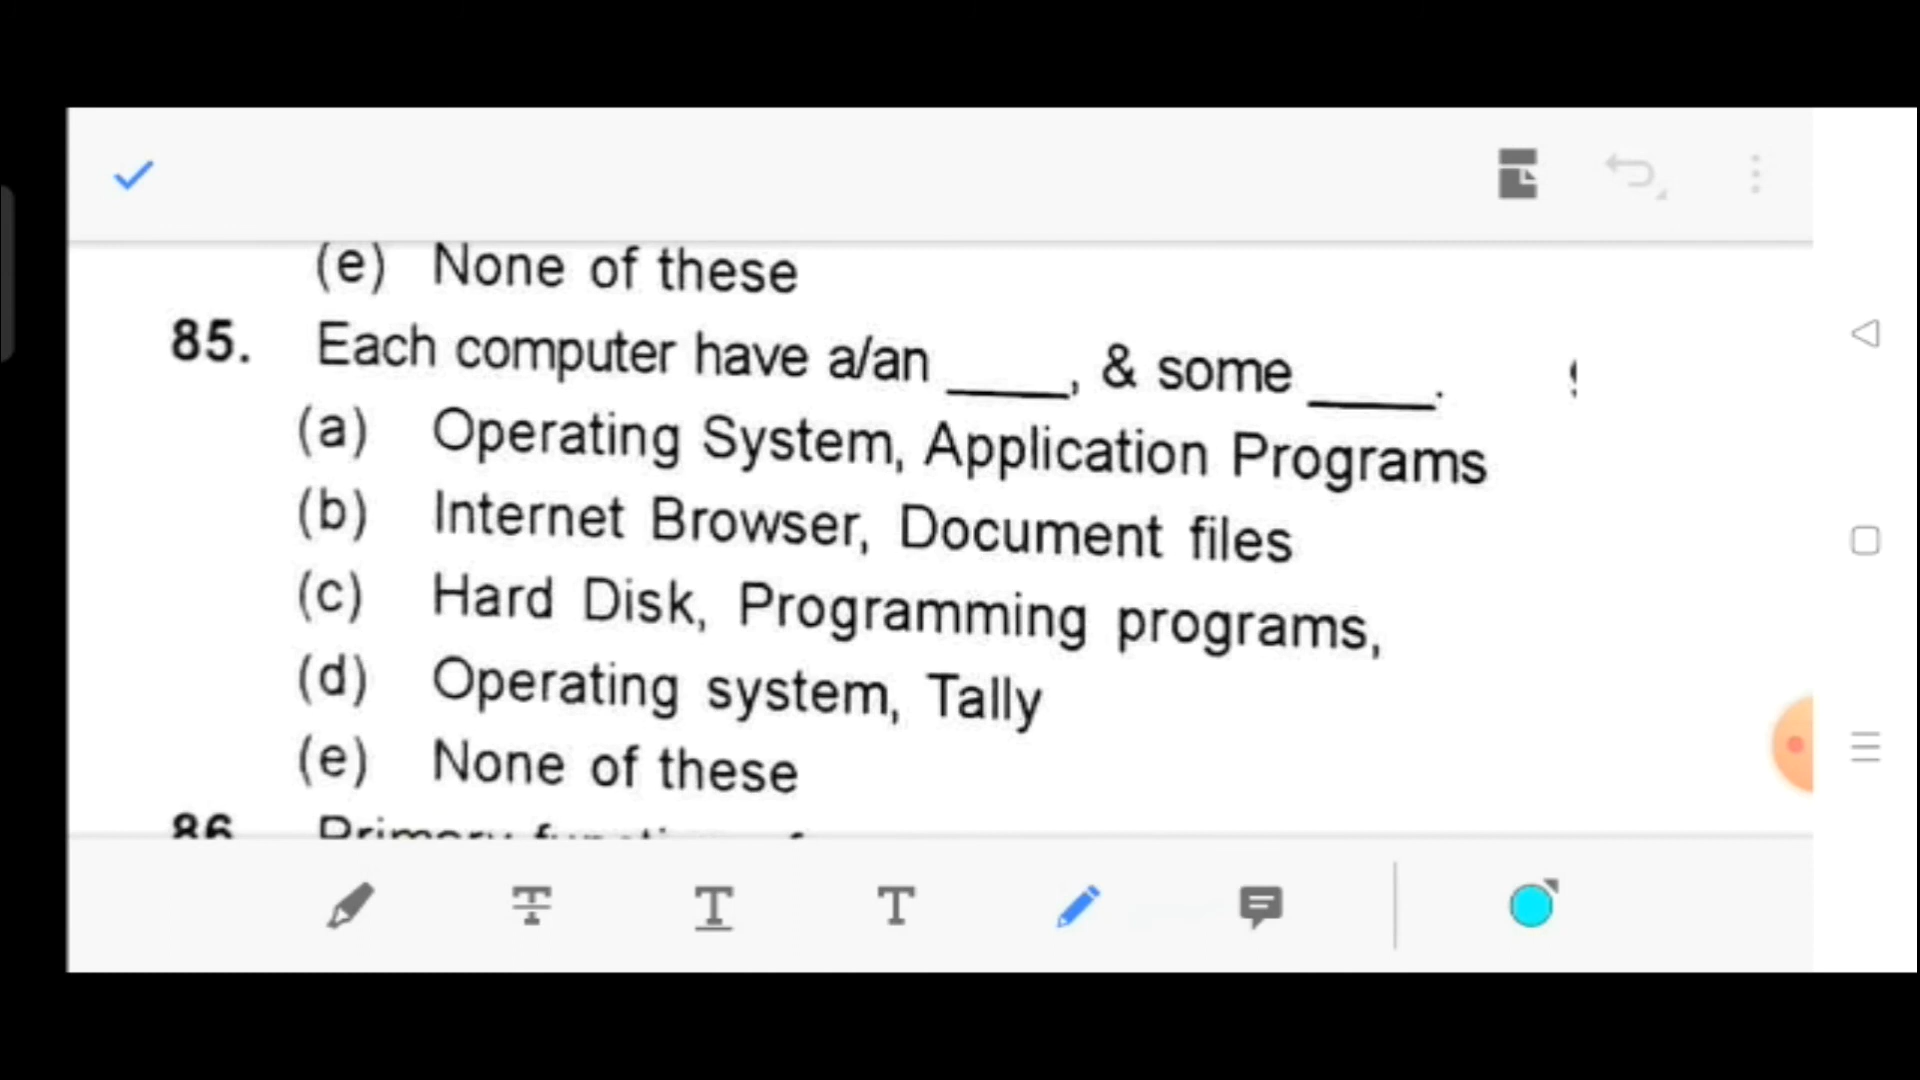 (e) None of these
85. Each computer have a/an ____, & some ____.
(a) Operating System, Application Programs
(b) Internet Browser, Document files
(c) Hard Disk, Programming programs,
(d) Operating system, Tally
(e) None of these
86